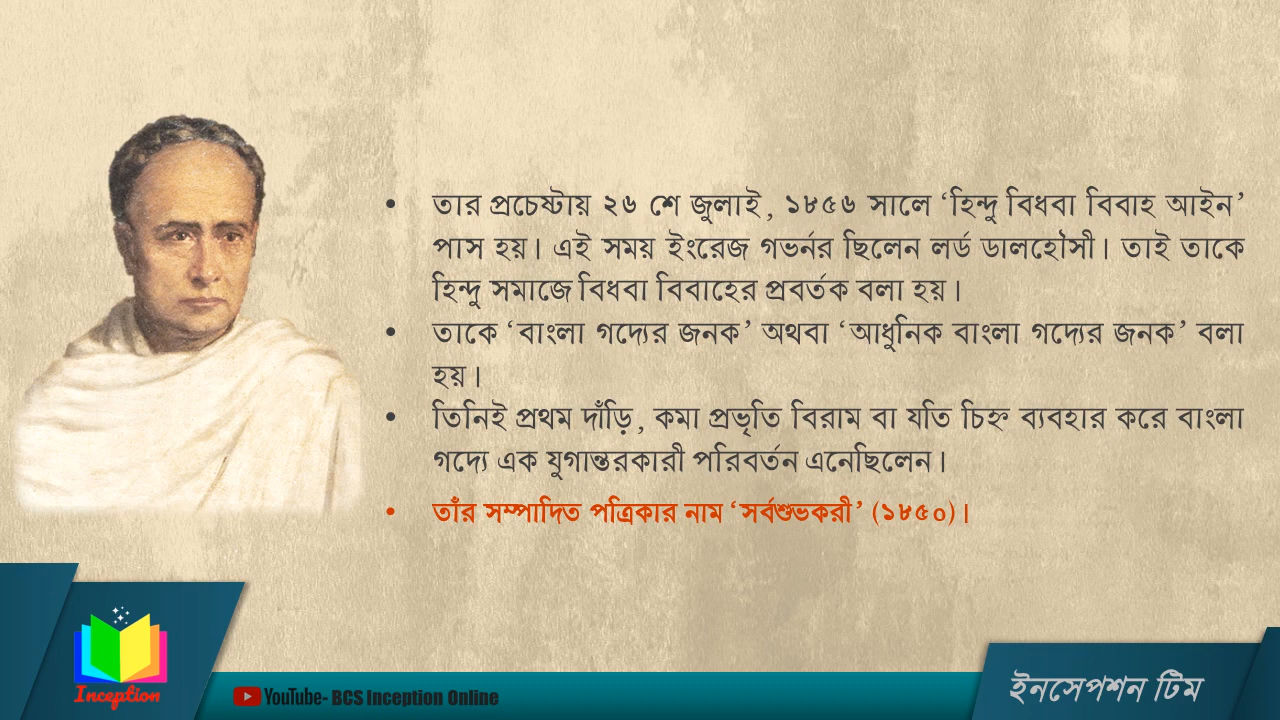 • তার প্রচেষ্টায় ২৬ শে জুলাই, ১৮৫৬ সালে ‘হিন্দু বিধবা বিবাহ আইন’
পাস হয়। এই সময় ইংরেজ গভর্নর ছিলেন লর্ড ডালহৌসী। তাই তাকে
হিন্দু সমাজে বিধবা বিবাহের প্রবর্তক বলা হয়।
• তাকে ‘বাংলা গদ্যের জনক’ অথবা ‘আধুনিক বাংলা গদ্যের জনক’ বলা
হয়।
• তিনিই প্রথম দাঁড়ি, কমা প্রভৃতি বিরাম বা যতি চিহ্ন ব্যবহার করে বাংলা
গদ্যে এক যুগান্তরকারী পরিবর্তন এনেছিলেন।
• তাঁর সম্পাদিত পত্রিকার নাম ‘সর্বশুভকরী’ (১৮৫০)।
Inception
YouTube- BCS Inception Online
ইনসেপশন টিম